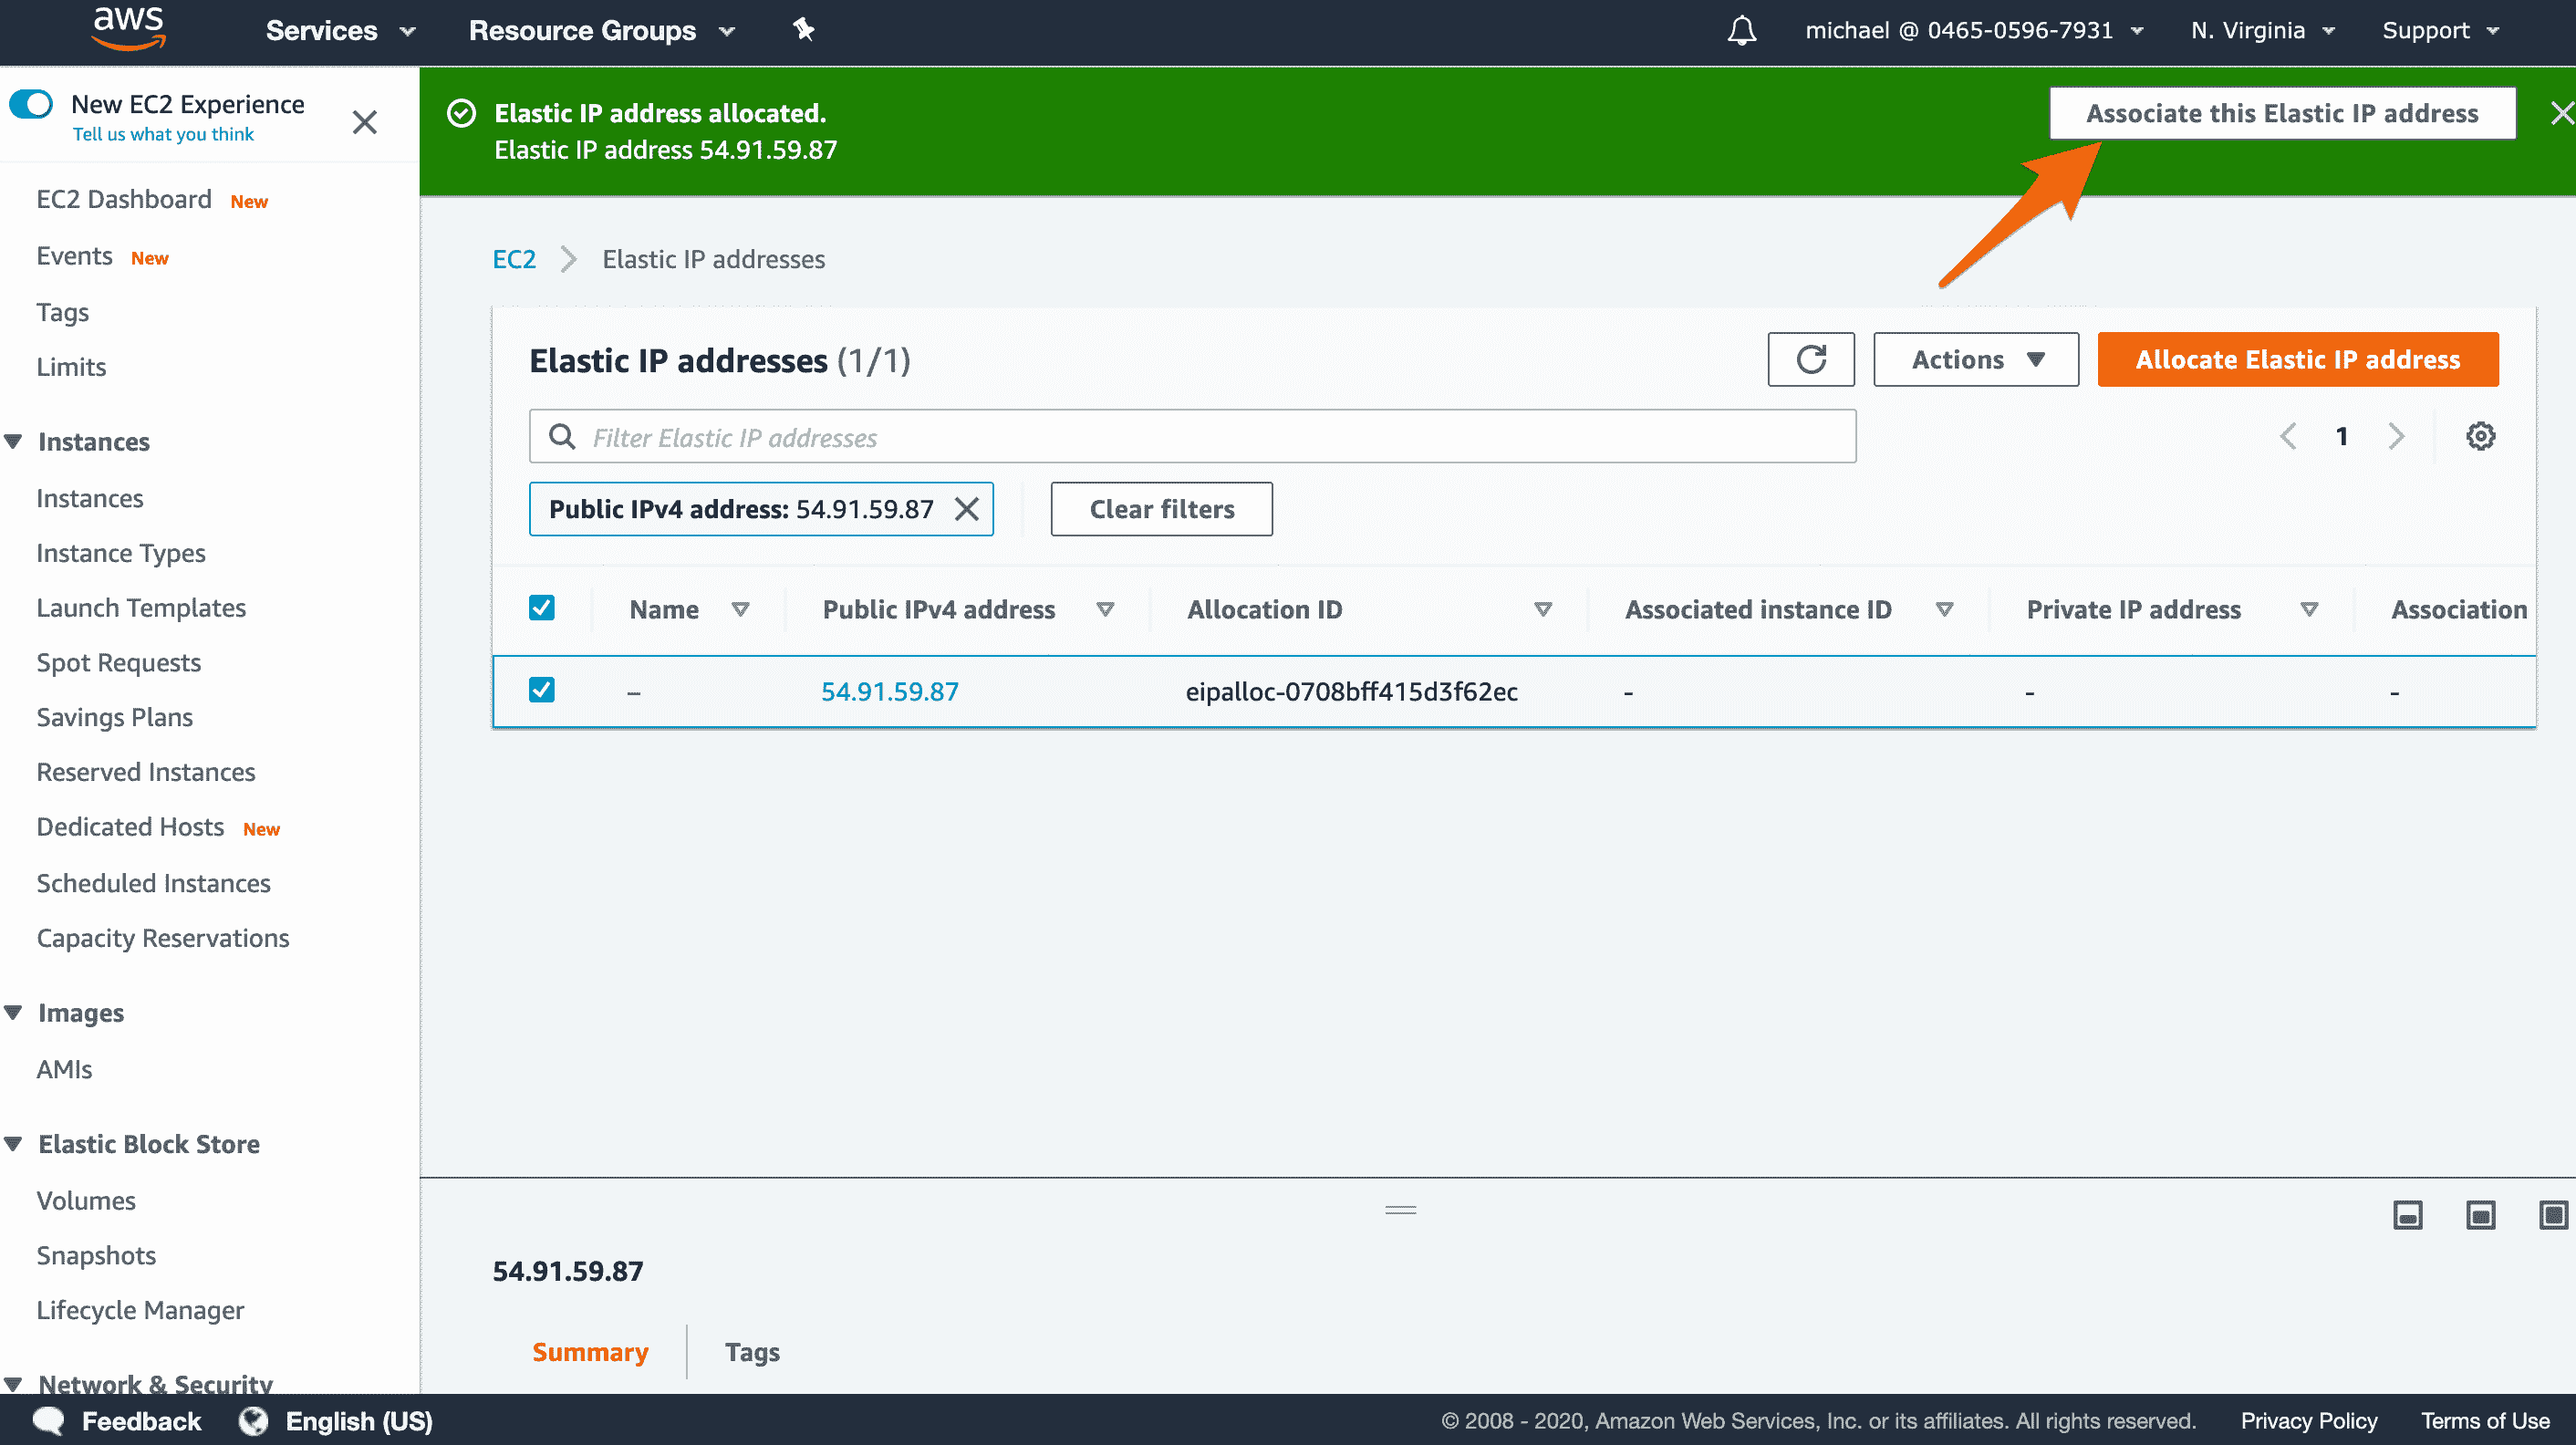 aws
Services
Resource Groups
michael @ 0465-0596-7931
N. Virginia
Support
New EC2 Experience
Tell us what you think
EC2 Dashboard New
Events New
Tags
Limits
Instances
Instances
Instance Types
Launch Templates
Spot Requests
Savings Plans
Reserved Instances
Dedicated Hosts New
Scheduled Instances
Capacity Reservations
Images
AMIs
Elastic Block Store
Volumes
Snapshots
Lifecycle Manager
Network & Security
Elastic IP address allocated.
Elastic IP address 54.91.59.87
Associate this Elastic IP address
EC2 Elastic IP addresses
Elastic IP addresses (1/1)
Actions
Allocate Elastic IP address
Filter Elastic IP addresses
1
Public IPv4 address: 54.91.59.87
Clear filters
Name Public IPv4 address Allocation ID Associated instance ID Private IP address Association
– 54.91.59.87 eipalloc-0708bff415d3f62ec - - -
54.91.59.87
Summary Tags
Feedback English (US)
© 2008 - 2020, Amazon Web Services, Inc. or its affiliates. All rights reserved. Privacy Policy Terms of Use